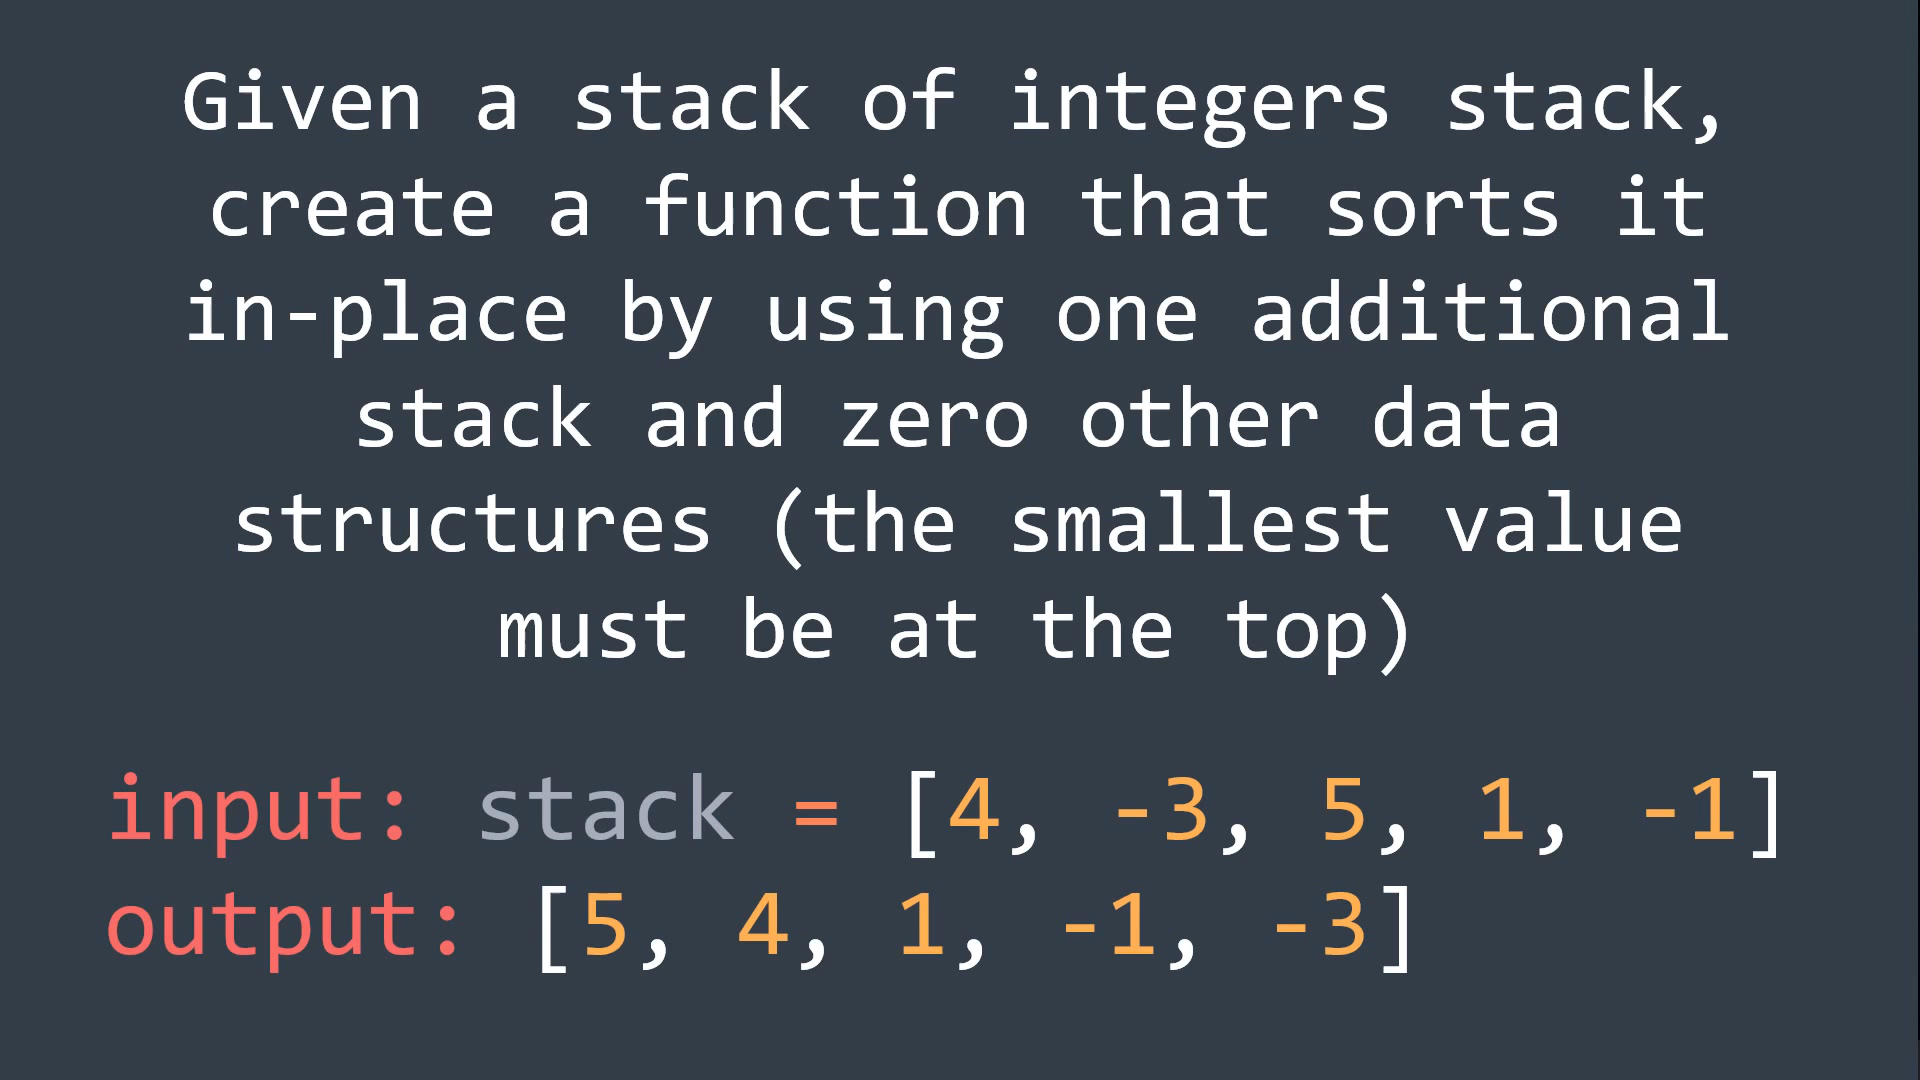 Given a stack of integers stack,
create a function that sorts it
in-place by using one additional
stack and zero other data
structures (the smallest value
must be at the top)
input: stack = [4, -3, 5, 1, -1]
output: [5, 4, 1, -1, -3]